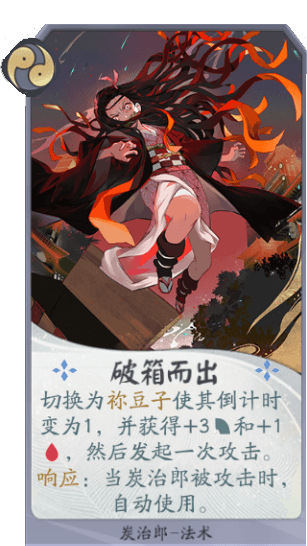 破箱而出
切换为祢豆子使其倒计时
变为1，并获得+3和+1
，然后发起一次攻击。
响应：当炭治郎被攻击时，
自动使用。
炭治郎-法术